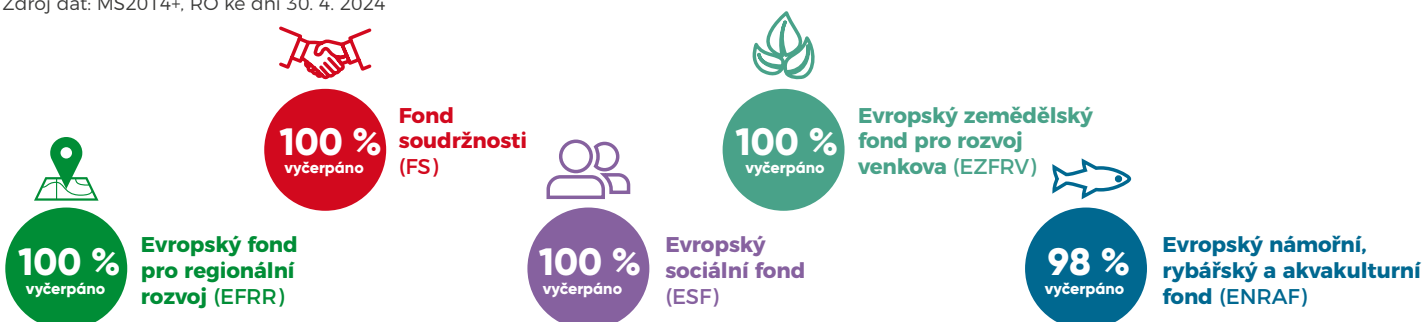 Zdroj dat: MS2014+, ŘO ke dni 30. 4. 2024
100 %
vyčerpáno
Evropský fond
pro regionální
rozvoj (EFRR)
100 %
vyčerpáno
Fond
soudržnosti
(FS)
100 %
vyčerpáno
Evropský
sociální fond
(ESF)
100 %
vyčerpáno
Evropský zemědělský
fond pro rozvoj
venkova (EZFRV)
98 %
vyčerpáno
Evropský námořní,
rybářský a akvakulturní
fond (ENRAF)